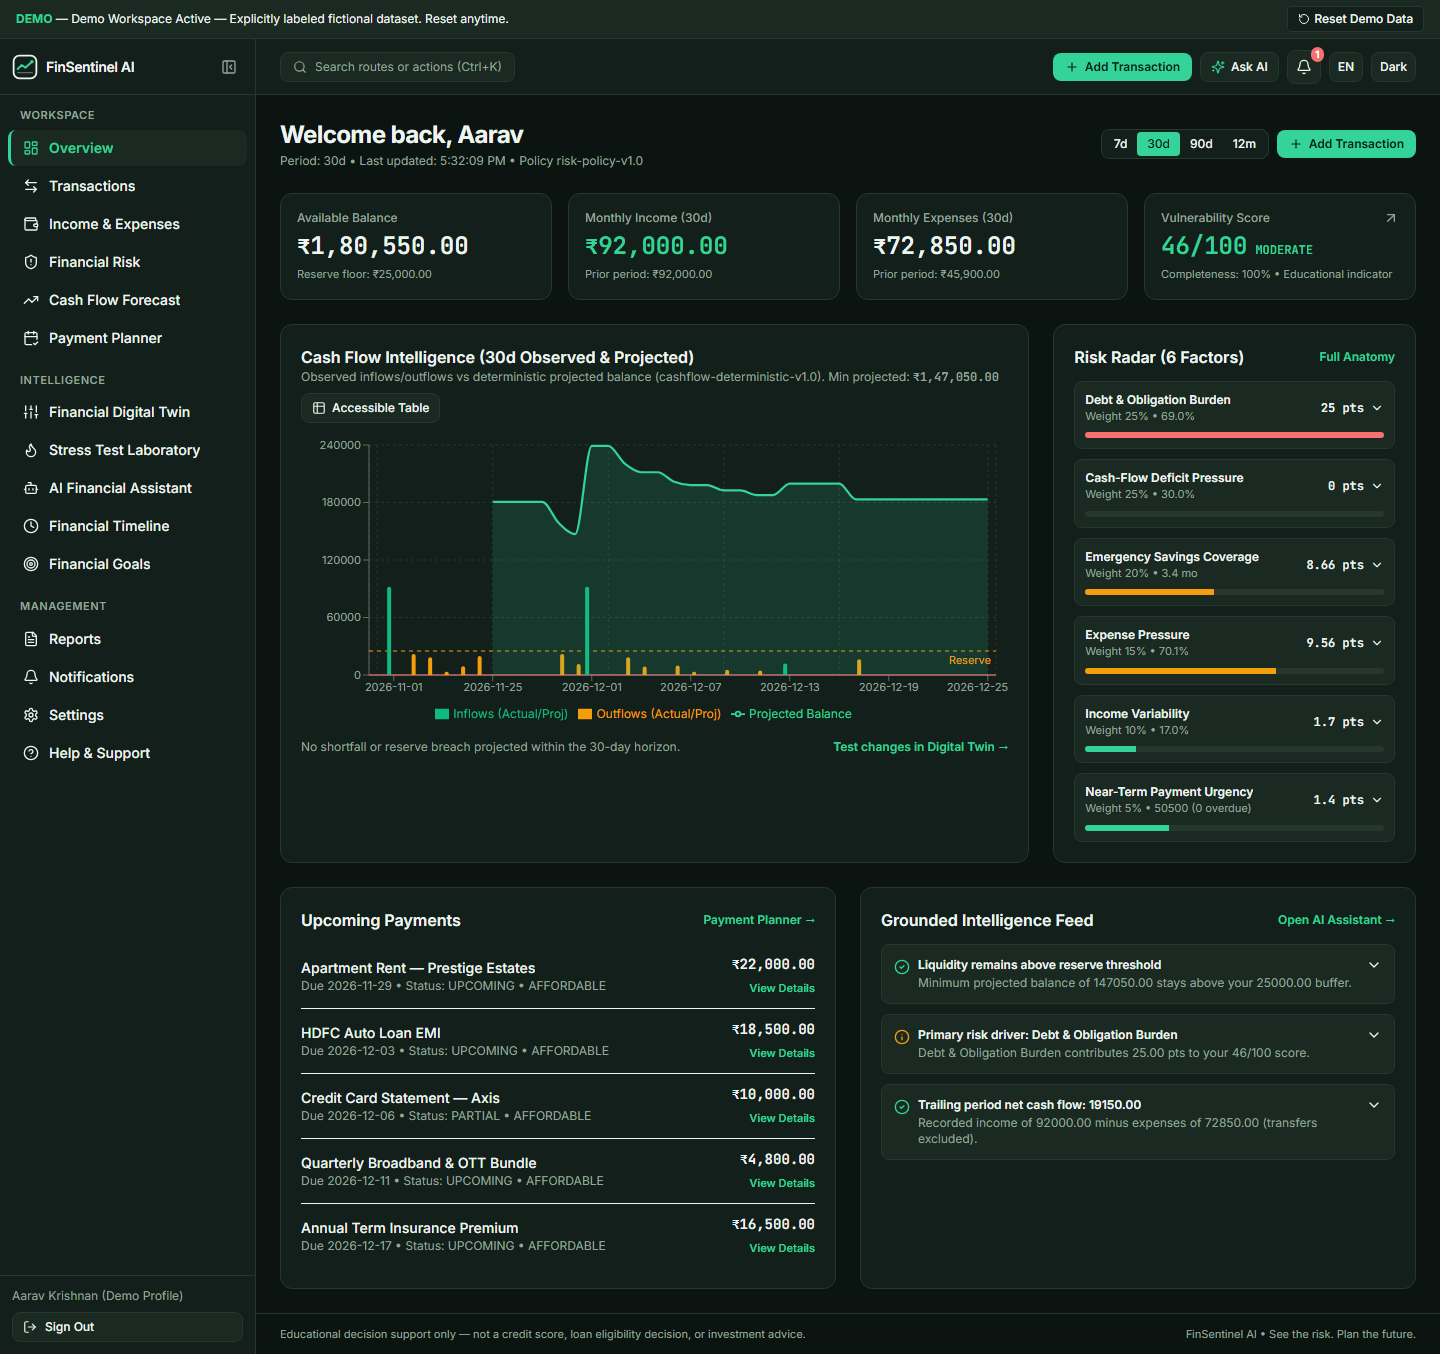 DEMO — Demo Workspace Active — Explicitly labeled fictional dataset. Reset anytime.
Reset Demo Data
FinSentinel AI
Search routes or actions (Ctrl+K)
Add Transaction
Ask AI
1
EN
Dark
WORKSPACE
Overview
Transactions
Income & Expenses
Financial Risk
Cash Flow Forecast
Payment Planner
INTELLIGENCE
Financial Digital Twin
Stress Test Laboratory
AI Financial Assistant
Financial Timeline
Financial Goals
MANAGEMENT
Reports
Notifications
Settings
Help & Support
Aarav Krishnan (Demo Profile)
Sign Out
Welcome back, Aarav
Period: 30d • Last updated: 5:32:09 PM • Policy risk-policy-v1.0
7d
30d
90d
12m
Add Transaction
Available Balance
₹1,80,550.00
Reserve floor: ₹25,000.00
Monthly Income (30d)
₹92,000.00
Prior period: ₹92,000.00
Monthly Expenses (30d)
₹72,850.00
Prior period: ₹45,900.00
Vulnerability Score
46/100 MODERATE
Completeness: 100% • Educational indicator
Cash Flow Intelligence (30d Observed & Projected)
Observed inflows/outflows vs deterministic projected balance (cashflow-deterministic-v1.0). Min projected: ₹1,47,050.00
Accessible Table
240000
180000
120000
60000
0
Reserve
2026-11-01
2026-11-25
2026-12-01
2026-12-07
2026-12-13
2026-12-19
2026-12-25
Inflows (Actual/Proj)
Outflows (Actual/Proj)
Projected Balance
No shortfall or reserve breach projected within the 30-day horizon.
Test changes in Digital Twin →
Risk Radar (6 Factors)
Full Anatomy
Debt & Obligation Burden
Weight 25% • 69.0%
25 pts
Cash-Flow Deficit Pressure
Weight 25% • 30.0%
0 pts
Emergency Savings Coverage
Weight 20% • 3.4 mo
8.66 pts
Expense Pressure
Weight 15% • 70.1%
9.56 pts
Income Variability
Weight 10% • 17.0%
1.7 pts
Near-Term Payment Urgency
Weight 5% • 50500 (0 overdue)
1.4 pts
Upcoming Payments
Payment Planner →
Apartment Rent — Prestige Estates
Due 2026-11-29 • Status: UPCOMING • AFFORDABLE
₹22,000.00
View Details
HDFC Auto Loan EMI
Due 2026-12-03 • Status: UPCOMING • AFFORDABLE
₹18,500.00
View Details
Credit Card Statement — Axis
Due 2026-12-06 • Status: PARTIAL • AFFORDABLE
₹10,000.00
View Details
Quarterly Broadband & OTT Bundle
Due 2026-12-11 • Status: UPCOMING • AFFORDABLE
₹4,800.00
View Details
Annual Term Insurance Premium
Due 2026-12-17 • Status: UPCOMING • AFFORDABLE
₹16,500.00
View Details
Grounded Intelligence Feed
Open AI Assistant →
Liquidity remains above reserve threshold
Minimum projected balance of 147050.00 stays above your 25000.00 buffer.
Primary risk driver: Debt & Obligation Burden
Debt & Obligation Burden contributes 25.00 pts to your 46/100 score.
Trailing period net cash flow: 19150.00
Recorded income of 92000.00 minus expenses of 72850.00 (transfers
excluded).
Educational decision support only — not a credit score, loan eligibility decision, or investment advice.
FinSentinel AI • See the risk. Plan the future.